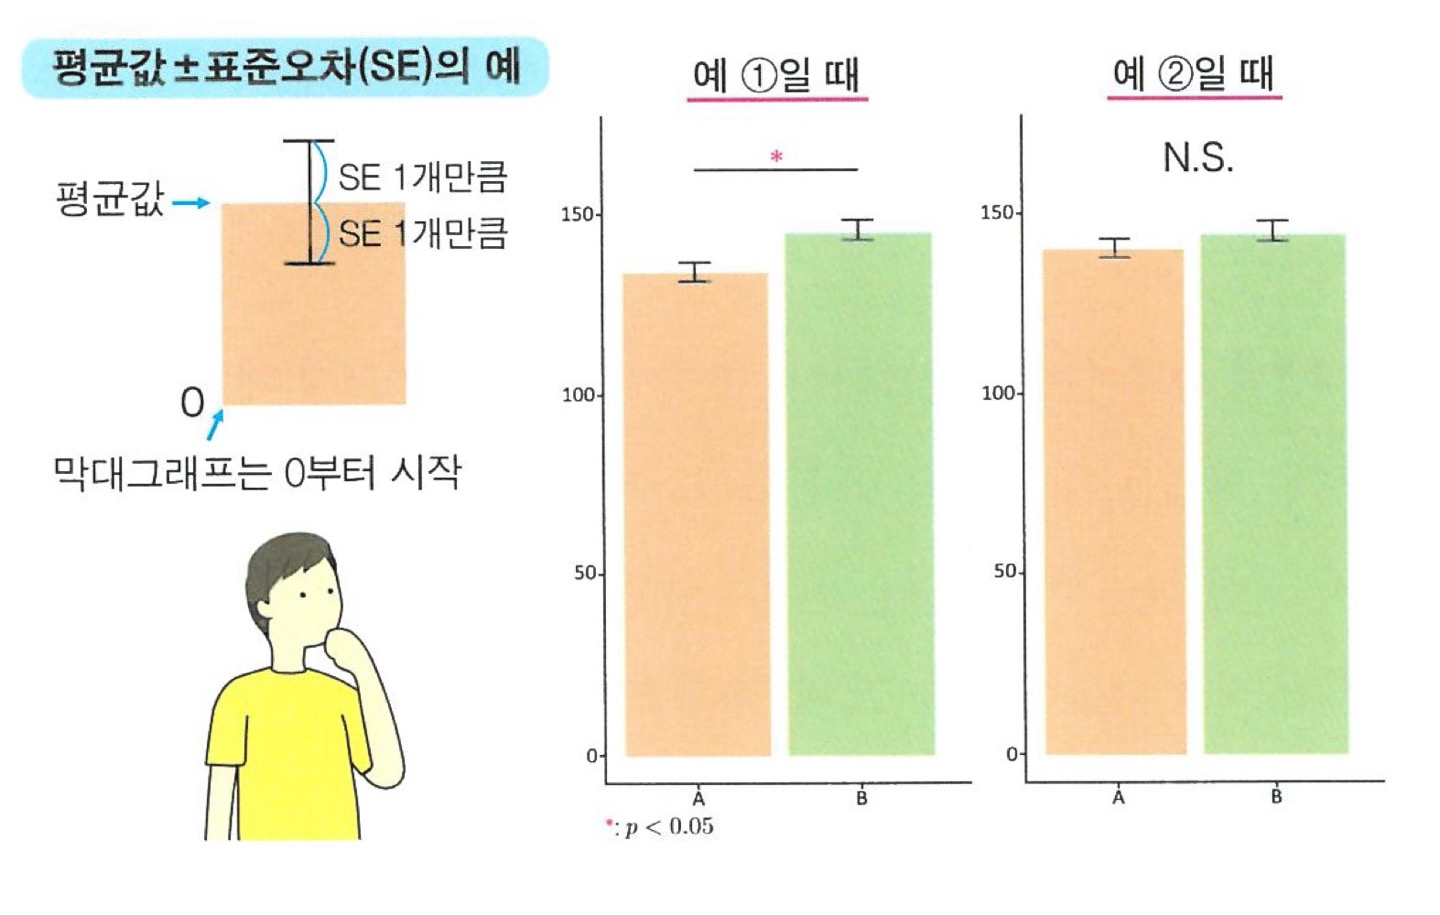 평균값±표준오차(SE)의 예
평균값
SE 1개만큼
SE 1개만큼
0
막대그래프는 0부터 시작
예 ①일 때
*
150
100
50
0
A B
*: p < 0.05
예 ②일 때
N.S.
150
100
50
0
A B